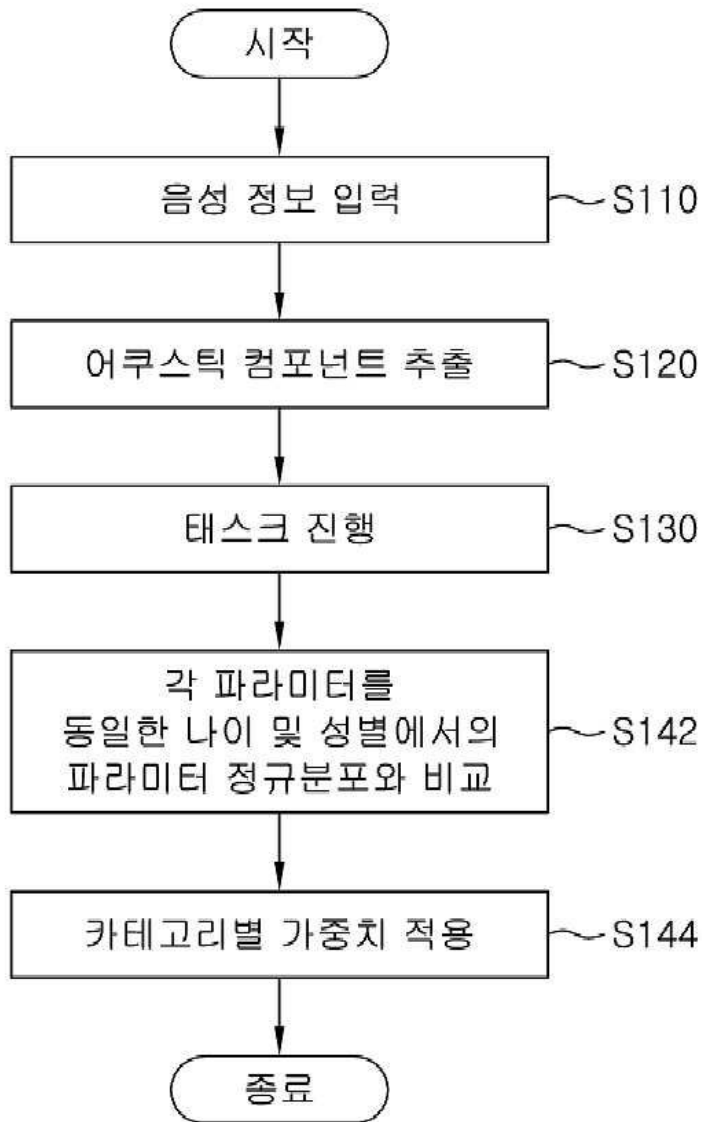 시작
음성 정보 입력
S110
어쿠스틱 컴포넌트 추출
S120
태스크 진행
S130
각 파라미터를
동일한 나이 및 성별에서의
파라미터 정규분포와 비교
S142
카테고리별 가중치 적용
S144
종료